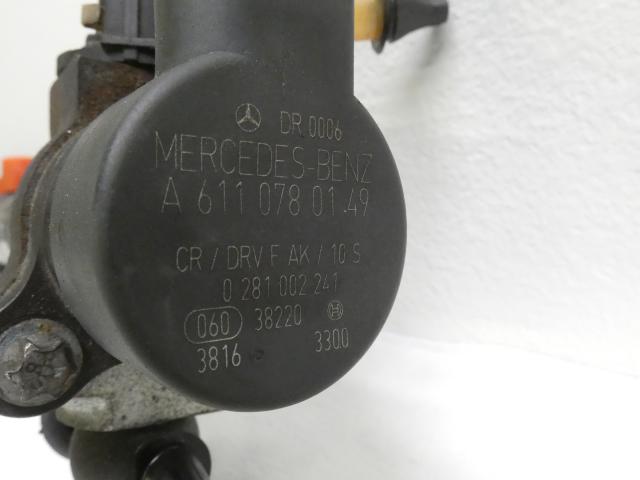 DR.0006
MERCEDES-BENZ
A 611 078 01 49
CR / DRV F AK / 10 S
0 281 002 241
060 38220
3816 3300